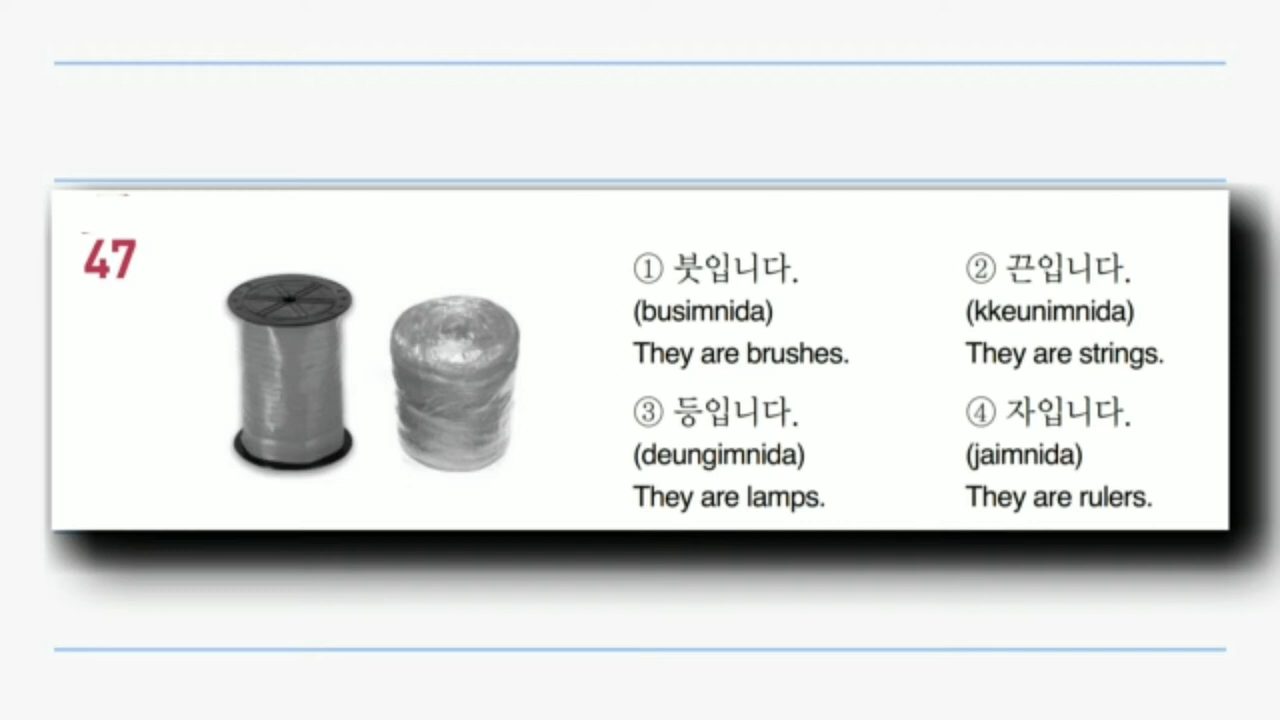 47
① 붓입니다.
(busimnida)
They are brushes.
② 끈입니다.
(kkeunimnida)
They are strings.
③ 등입니다.
(deungimnida)
They are lamps.
④ 자입니다.
(jaimnida)
They are rulers.